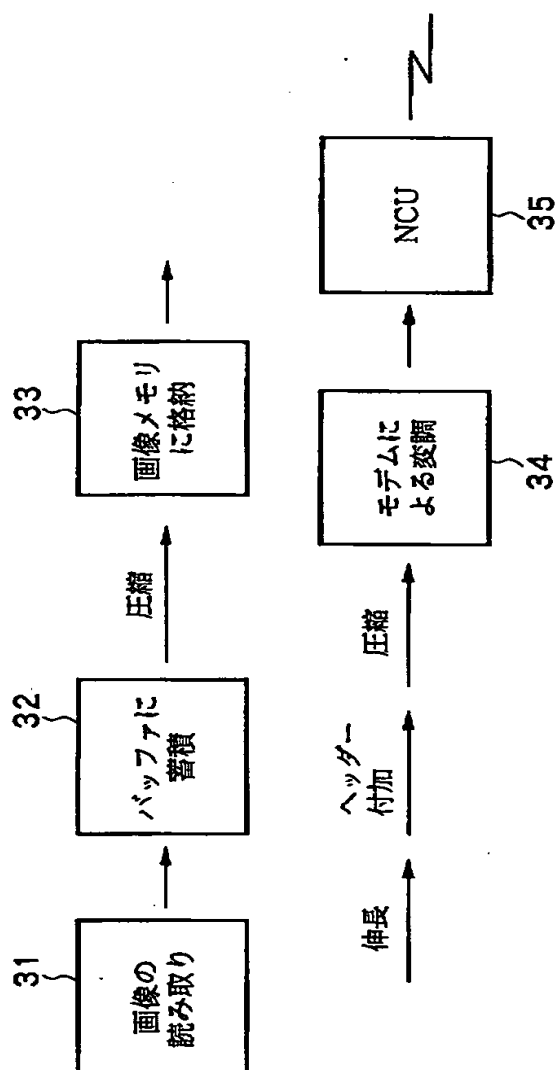 31
画像の
読み取り
32
バッファに
蓄積
圧縮
33
画像メモリ
に格納
伸長
ヘッダー
付加
圧縮
モデムに
よる変調
34
NCU
35